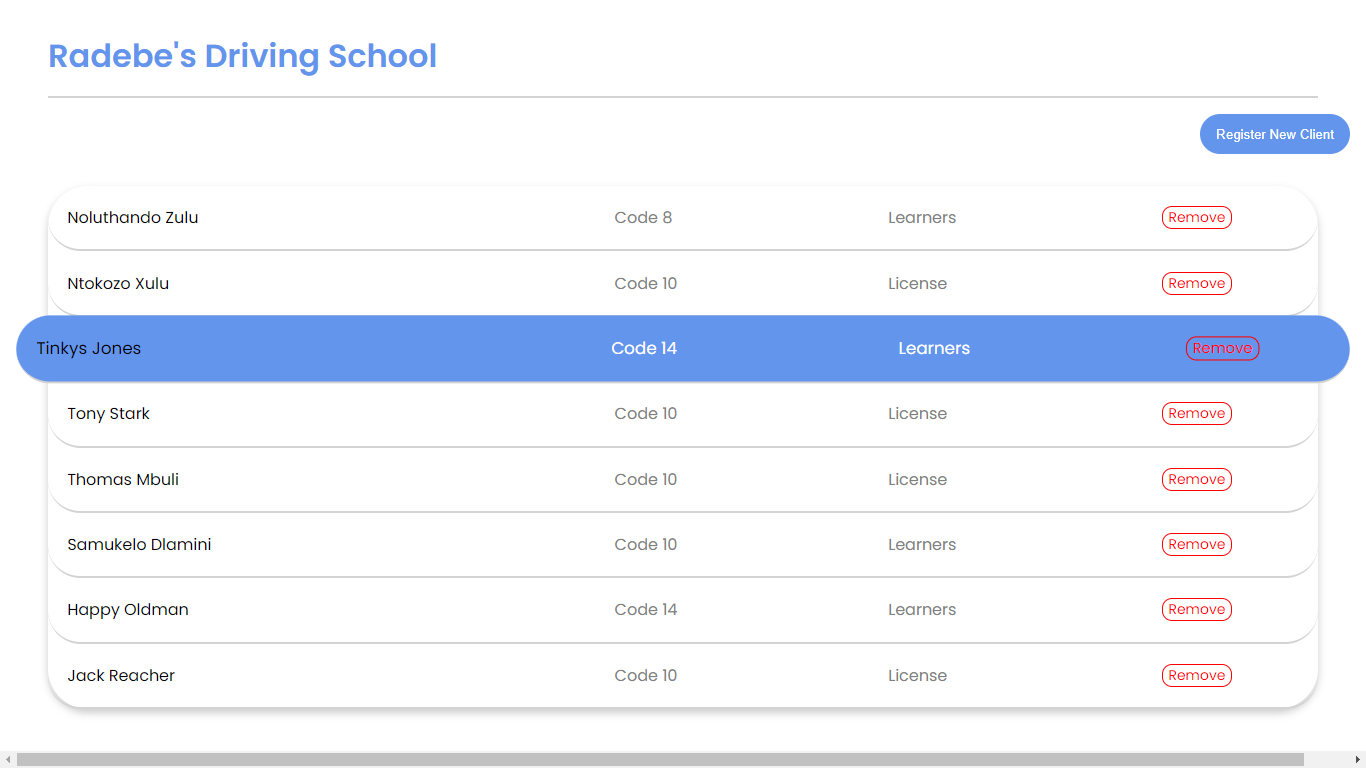 Radebe's Driving School
Register New Client
Noluthando Zulu Code 8 Learners Remove
Ntokozo Xulu Code 10 License Remove
Tinkys Jones Code 14 Learners Remove
Tony Stark Code 10 License Remove
Thomas Mbuli Code 10 License Remove
Samukelo Dlamini Code 10 Learners Remove
Happy Oldman Code 14 Learners Remove
Jack Reacher Code 10 License Remove